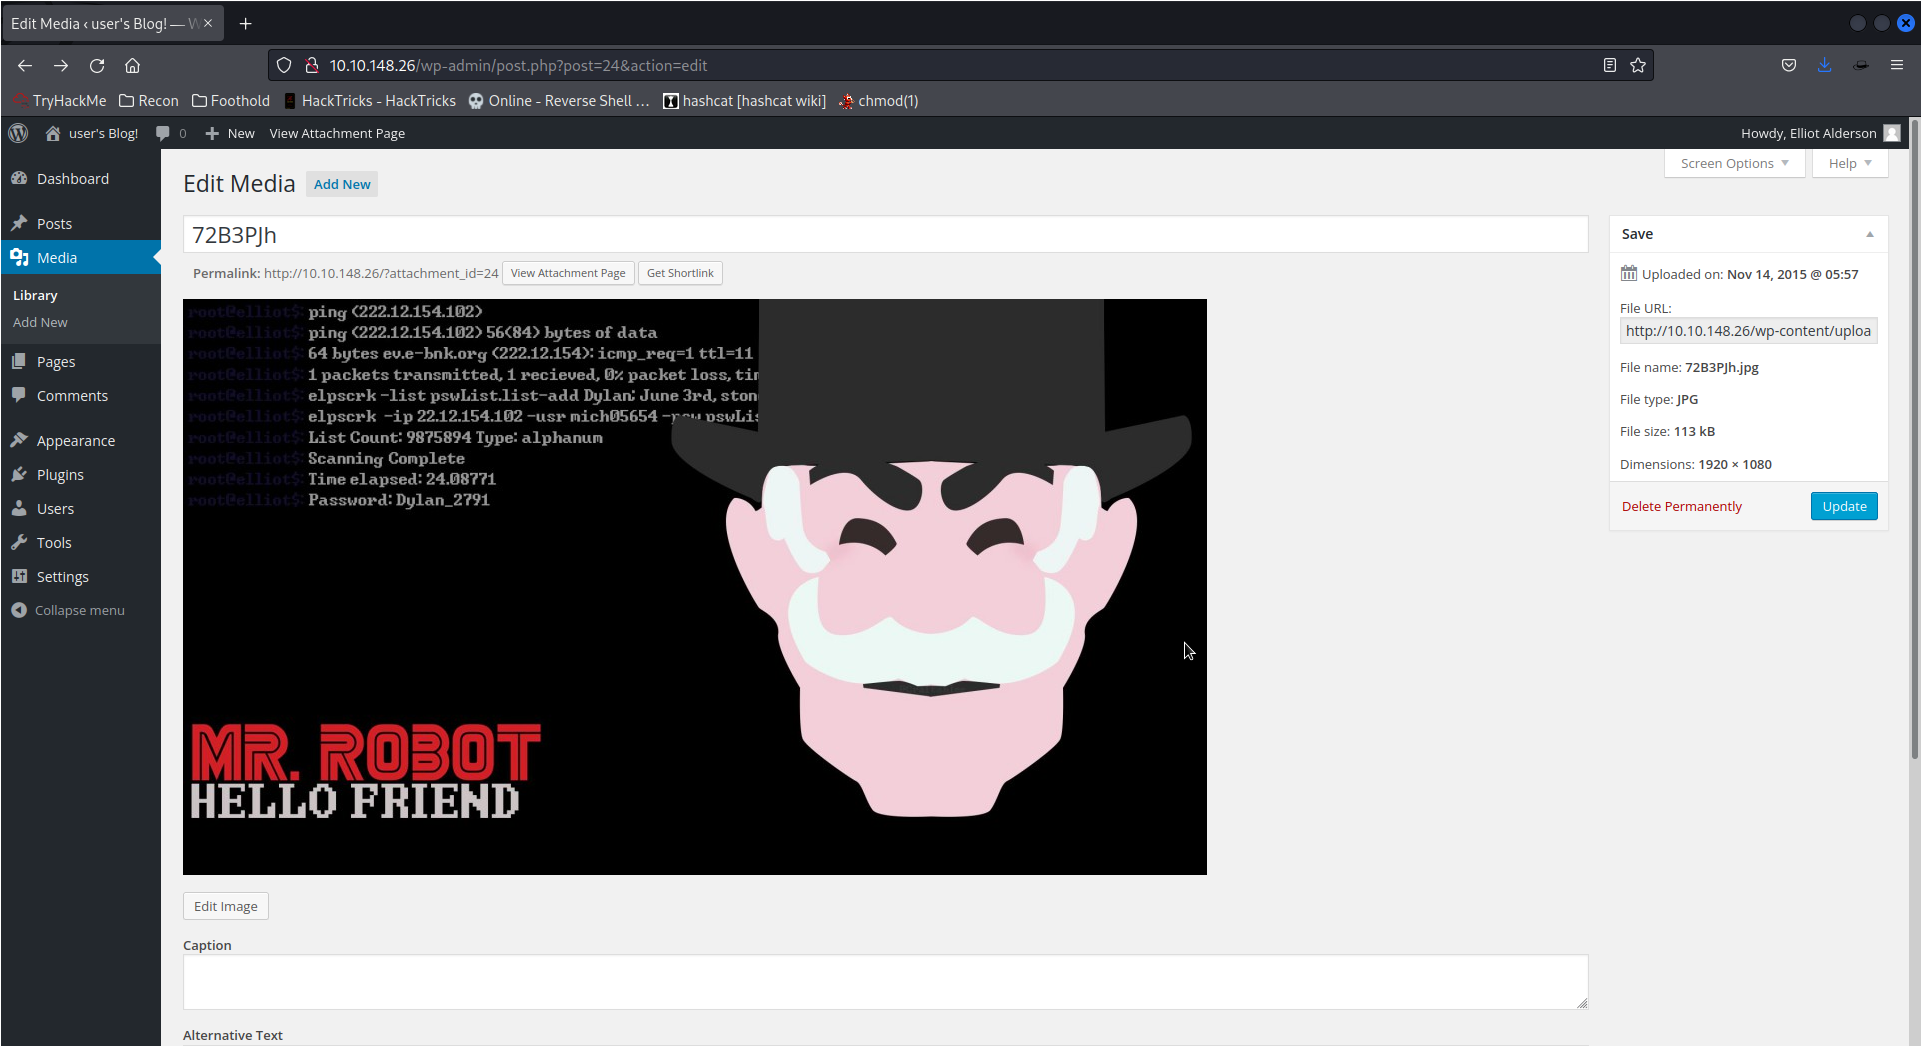 Edit Media ‹ user's Blog! — W
10.10.148.26/wp-admin/post.php?post=24&action=edit
TryHackMe Recon Foothold HackTricks - HackTricks Online - Reverse Shell … hashcat [hashcat wiki] chmod(1)
user's Blog! 0 New View Attachment Page Howdy, Elliot Alderson
Screen Options Help
Dashboard
Posts
Media
Library
Add New
Pages
Comments
Appearance
Plugins
Users
Tools
Settings
Collapse menu
Edit Media Add New
72B3PJh
Permalink: http://10.10.148.26/?attachment_id=24 View Attachment Page Get Shortlink
root@elliot$: ping (222.12.154.102)
root@elliot$: ping (222.12.154.102) 56(84) bytes of data
root@elliot$: 64 bytes ev.e-bnk.org (222.12.154): icmp_req=1 ttl=11
root@elliot$: 1 packets transmitted, 1 recieved, 0% packet loss, tim
root@elliot$: elpscrk -list pswList.list-add Dylan: June 3rd, ston
root@elliot$: elpscrk -ip 22.12.154.102 -usr mich05654 -psw pswLis
root@elliot$: List Count: 9875894 Type: alphanum
root@elliot$: Scanning Complete
root@elliot$: Time elapsed: 24.08771
root@elliot$: Password: Dylan_2791
MR. ROBOT
HELLO FRIEND
Edit Image
Caption
Alternative Text
Save
Uploaded on: Nov 14, 2015 @ 05:57
File URL:
http://10.10.148.26/wp-content/uploa
File name: 72B3PJh.jpg
File type: JPG
File size: 113 kB
Dimensions: 1920 × 1080
Delete Permanently Update